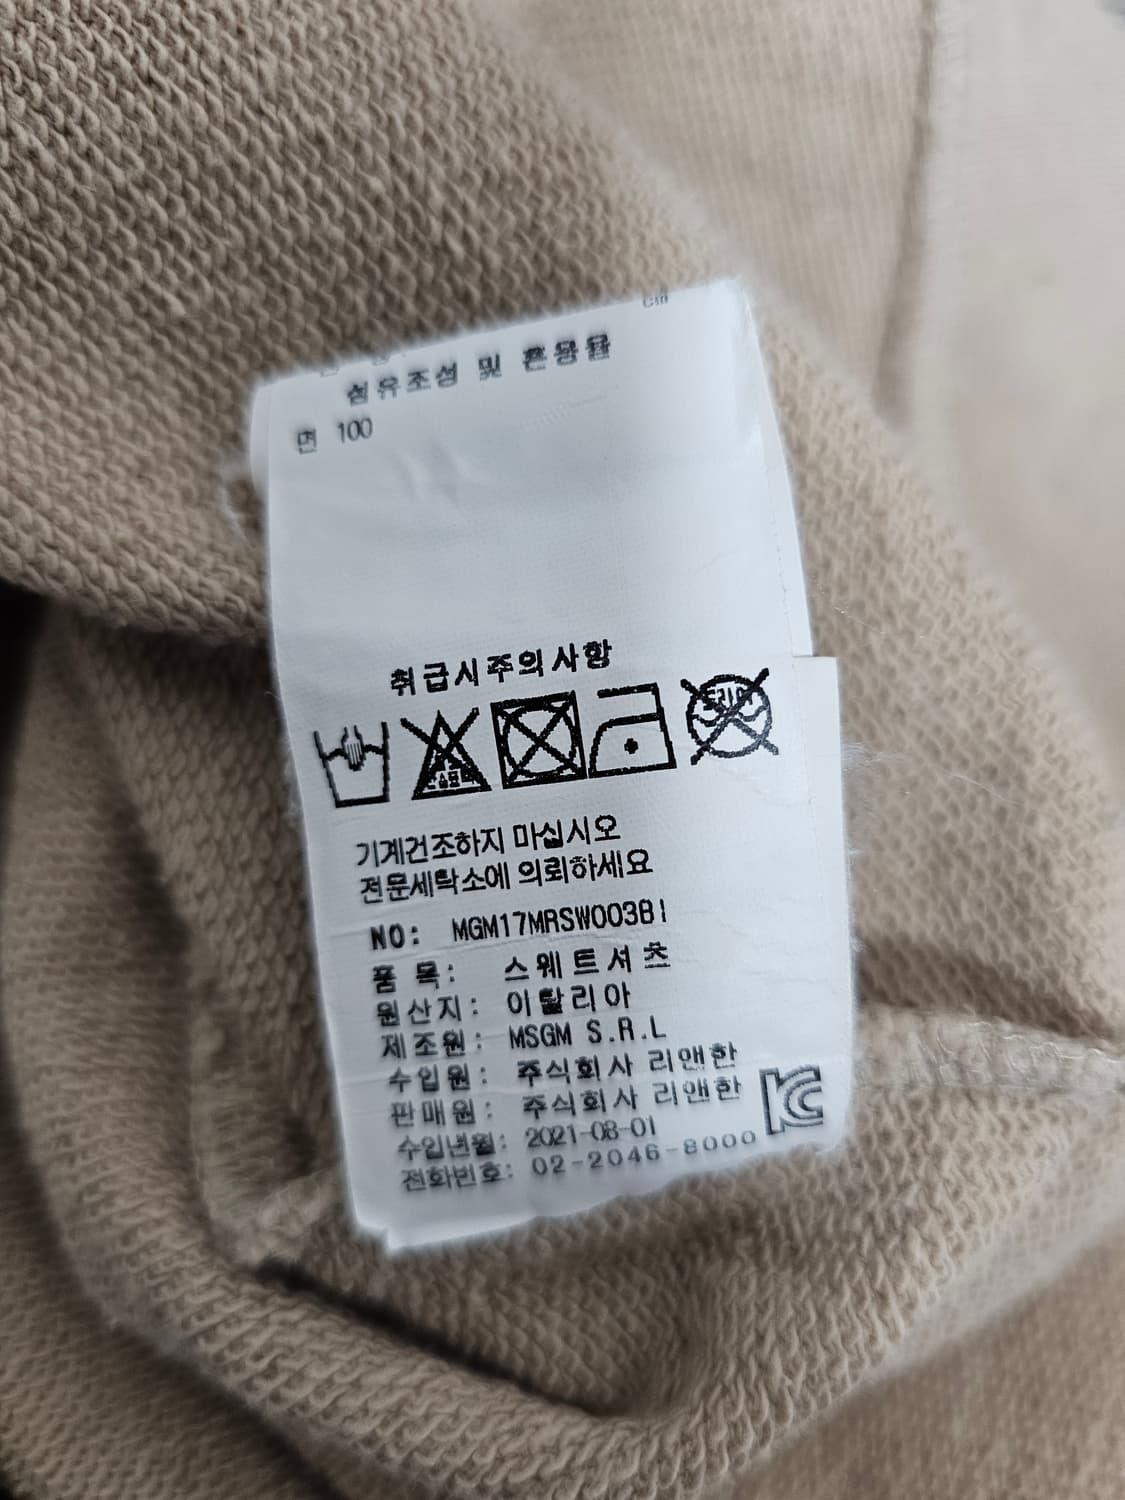 cm
섬유조성 및 혼용율
면 100
취급시주의사항
드라이
기계건조하지 마십시오
전문세탁소에 의뢰하세요
NO: MGM17MRSW003BI
품 목: 스웨트셔츠
원산지: 이탈리아
제조원: MSGM S.R.L
수입원: 주식회사 리앤한
판매원: 주식회사 리앤한
수입년월: 2021-08-01
전화번호: 02-2046-8000